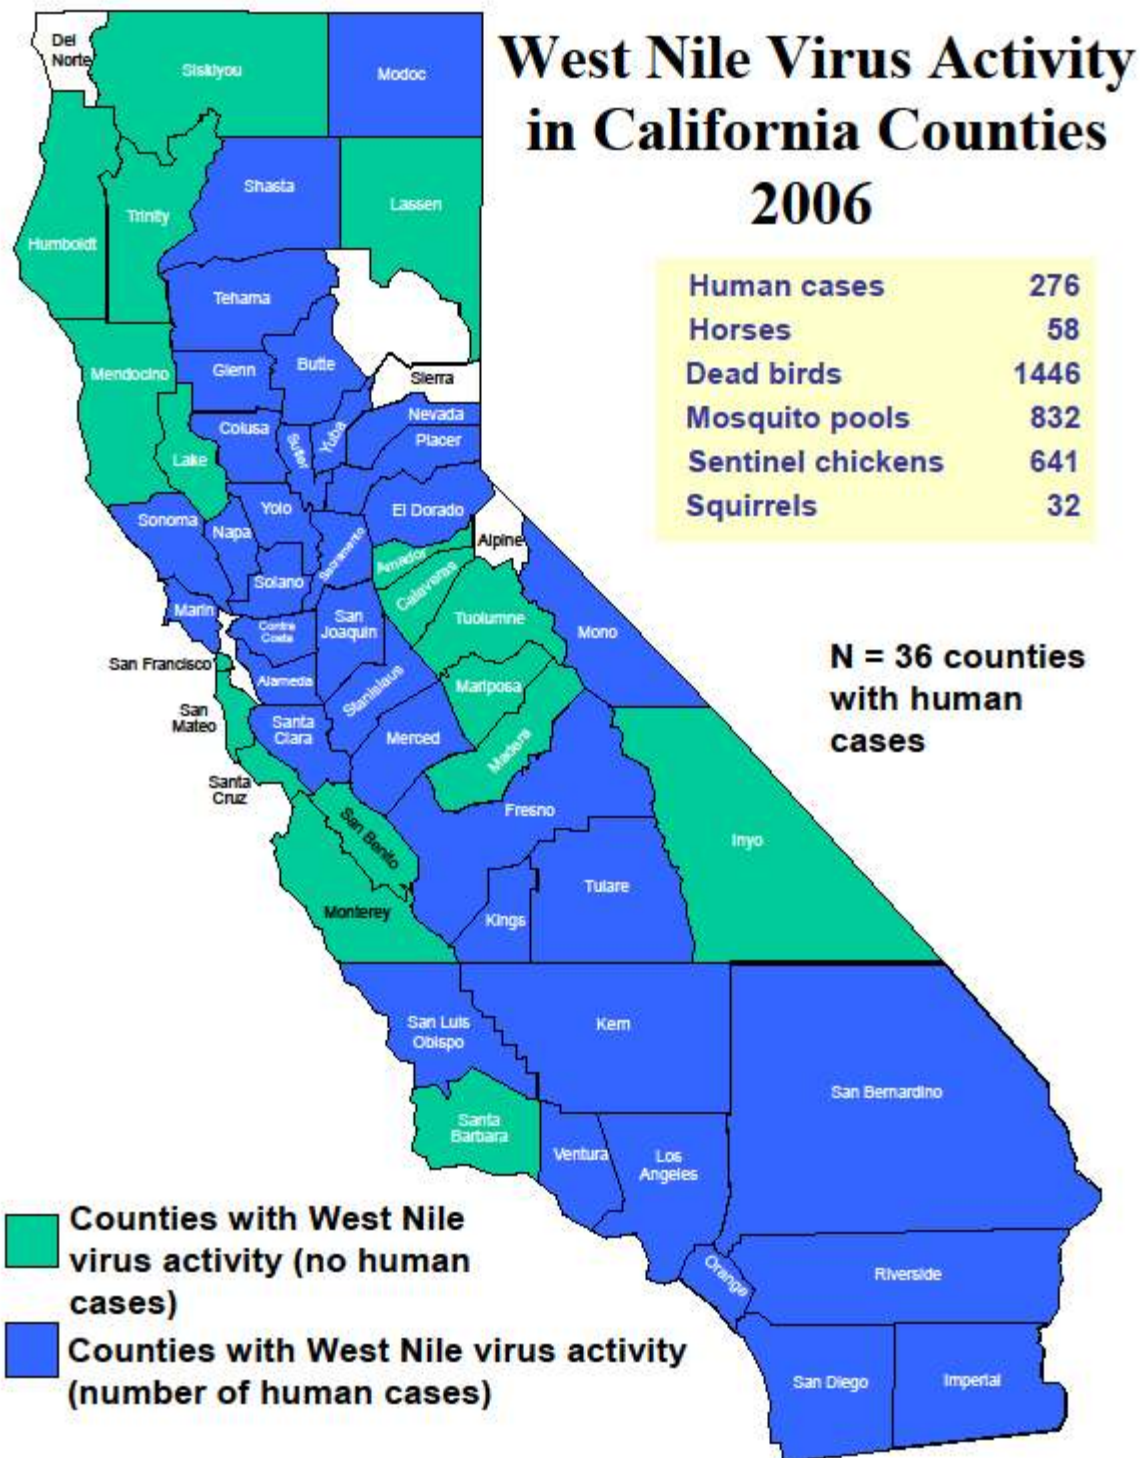 West Nile Virus Activity
in California Counties
2006
Human cases 276
Horses 58
Dead birds 1446
Mosquito pools 832
Sentinel chickens 641
Squirrels 32
N = 36 counties
with human
cases
Del
Norte
Siskiyou
Modoc
Shasta
Lassen
Trinity
Humboldt
Tehama
Mendocino
Glenn
Butte
Sierra
Nevada
Colusa
Sutter
Yuba
Placer
Lake
Sonoma
Napa
Yolo
El Dorado
Sacramento
Alpine
Amador
Solano
Calaveras
Marin
Contra
Costa
San
Joaquin
Tuolumne
Mono
San Francisco
Alameda
Stanislaus
Mariposa
San
Mateo
Santa
Clara
Merced
Madera
Santa
Cruz
San Benito
Fresno
Inyo
Tulare
Monterey
Kings
San Luis
Obispo
Kern
San Bernardino
Santa
Barbara
Ventura
Los
Angeles
Orange
Riverside
San Diego
Imperial
Counties with West Nile
virus activity (no human
cases)
Counties with West Nile virus activity
(number of human cases)